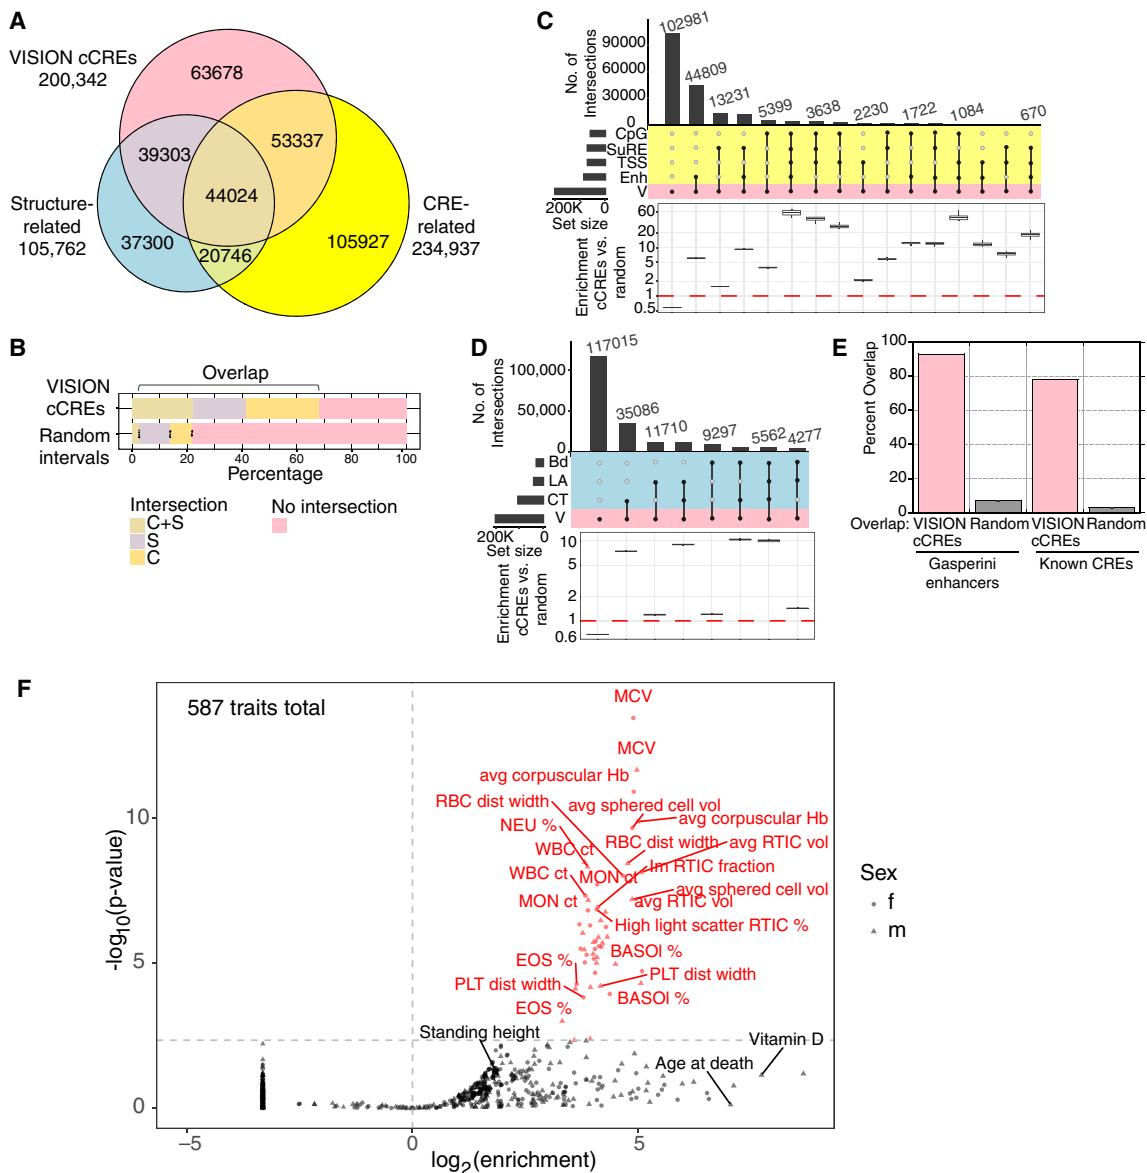 A
VISION cCREs
200,342
63678
39303
53337
44024
Structure-
related
105,762
37300
20746
105927
CRE-
related
234,937
B
VISION
cCREs
Overlap
Random
intervals
0 20 40 60 80 100
Percentage
Intersection
C+S
S
C
No intersection
C
No. of
Intersections
90000
60000
30000
0
102981
44809
13231
5399
3638
2230
1722
1084
670
CpG
SuRE
TSS
Enh
V
200K 0
Set size
Enrichment
cCREs vs.
random
60
20
10
5
2
1
0.5
D
No. of
Intersections
100,000
50,000
0
117015
35086
11710
9297
5562
4277
Bd
LA
CT
V
200K 0
Set size
Enrichment
cCREs vs.
random
10
5
2
1
0.6
E
Percent Overlap
100
80
60
40
20
0
Overlap: VISION cCREs Random VISION cCREs Random
Gasperini
enhancers
Known CREs
F
587 traits total
MCV
MCV
avg corpuscular Hb
RBC dist width
avg sphered cell vol
avg corpuscular Hb
NEU %
RBC dist width
avg RTIC vol
WBC ct
Im RTIC fraction
WBC ct
MON ct
avg sphered cell vol
MON ct
avg RTIC vol
High light scatter RTIC %
BASOI %
EOS %
PLT dist width
PLT dist width
BASOI %
EOS %
Standing height
Vitamin D
Age at death
-log10(p-value)
10
5
0
−5 0 5
log2(enrichment)
Sex
f
m